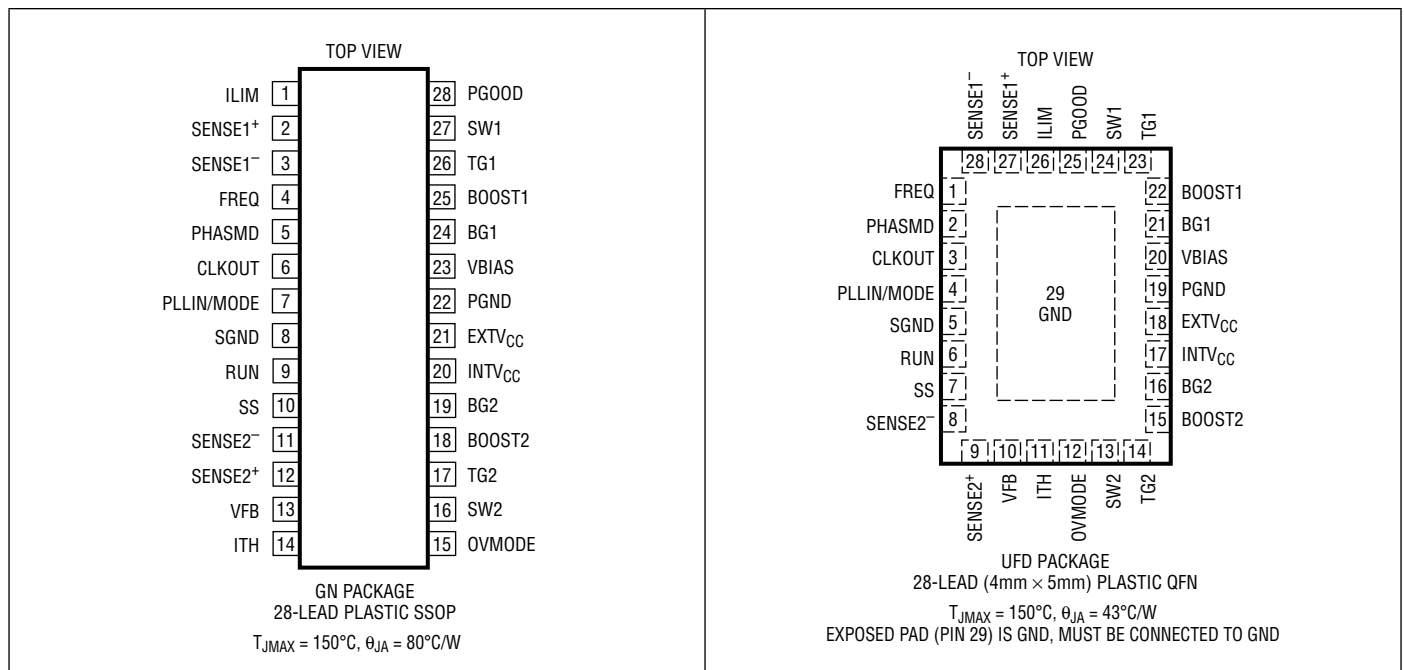 TOP VIEW
ILIM 1
SENSE1+ 2
SENSE1– 3
FREQ 4
PHASMD 5
CLKOUT 6
PLLIN/MODE 7
SGND 8
RUN 9
SS 10
SENSE2– 11
SENSE2+ 12
VFB 13
ITH 14
28 PGOOD
27 SW1
26 TG1
25 BOOST1
24 BG1
23 VBIAS
22 PGND
21 EXTVCC
20 INTVCC
19 BG2
18 BOOST2
17 TG2
16 SW2
15 OVMODE
GN PACKAGE
28-LEAD PLASTIC SSOP
TJMAX = 150°C, θJA = 80°C/W
TOP VIEW
SENSE1–
SENSE1+
ILIM
PGOOD
SW1
TG1
28 27 26 25 24 23
FREQ 1
PHASMD 2
CLKOUT 3
PLLIN/MODE 4
SGND 5
RUN 6
SS 7
SENSE2– 8
29
GND
22 BOOST1
21 BG1
20 VBIAS
19 PGND
18 EXTVCC
17 INTVCC
16 BG2
15 BOOST2
9 10 11 12 13 14
SENSE2+
VFB
ITH
OVMODE
SW2
TG2
UFD PACKAGE
28-LEAD (4mm × 5mm) PLASTIC QFN
TJMAX = 150°C, θJA = 43°C/W
EXPOSED PAD (PIN 29) IS GND, MUST BE CONNECTED TO GND